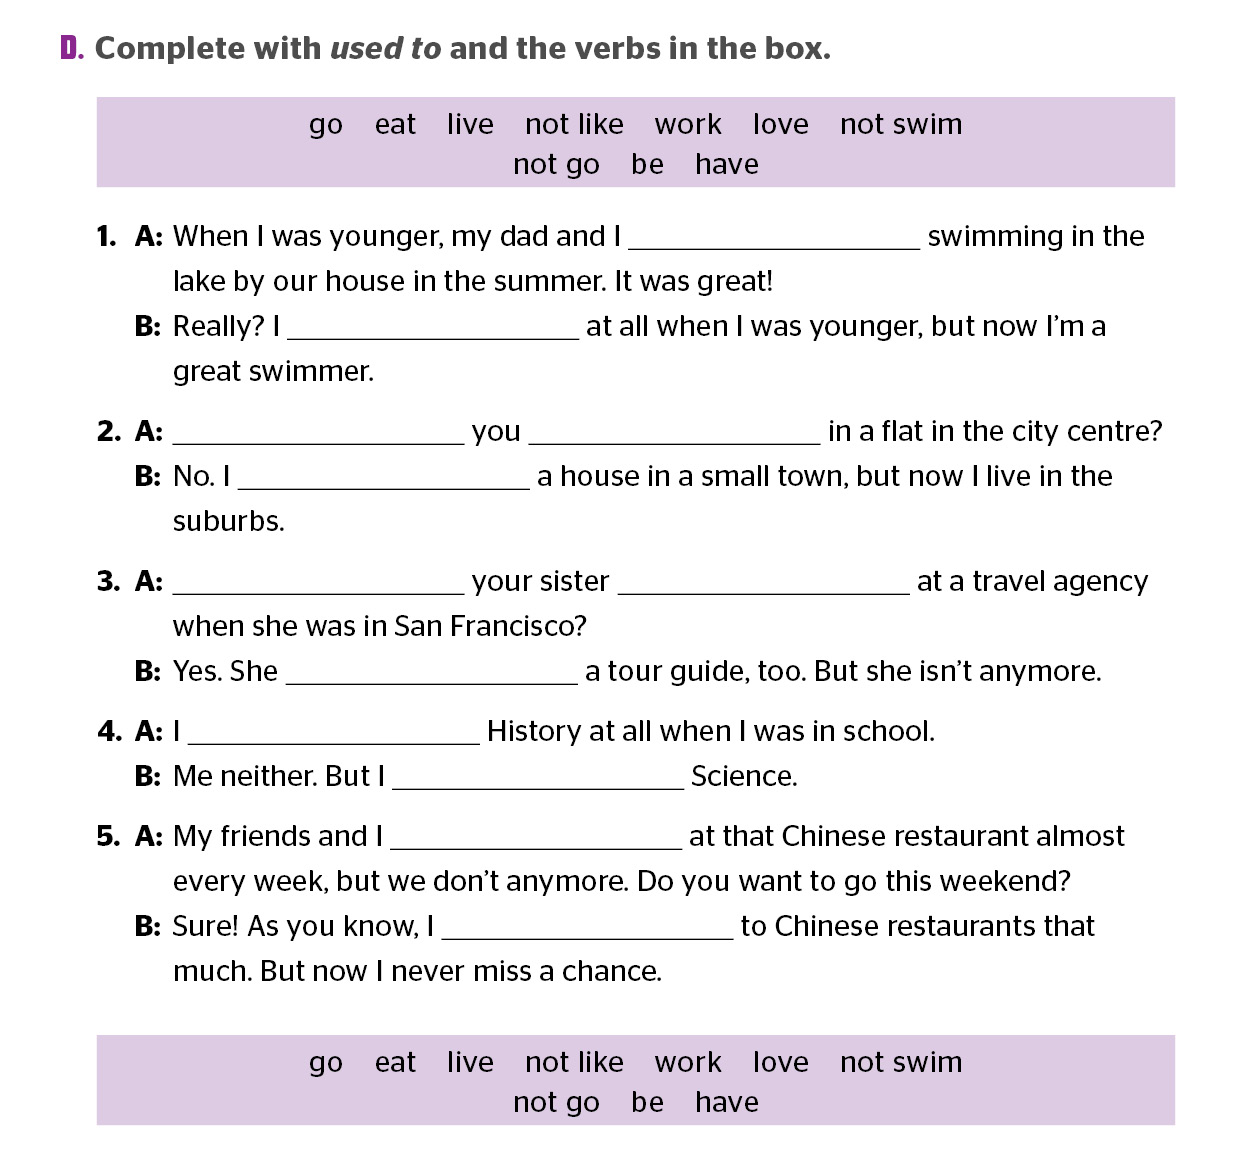 D. Complete with used to and the verbs in the box.
go eat live not like work love not swim
not go be have
1. A: When I was younger, my dad and I ____________________ swimming in the
lake by our house in the summer. It was great!
B: Really? I ____________________ at all when I was younger, but now I’m a
great swimmer.
2. A: ____________________ you ____________________ in a flat in the city centre?
B: No. I ____________________ a house in a small town, but now I live in the
suburbs.
3. A: ____________________ your sister ____________________ at a travel agency
when she was in San Francisco?
B: Yes. She ____________________ a tour guide, too. But she isn’t anymore.
4. A: I ____________________ History at all when I was in school.
B: Me neither. But I ____________________ Science.
5. A: My friends and I ____________________ at that Chinese restaurant almost
every week, but we don’t anymore. Do you want to go this weekend?
B: Sure! As you know, I ____________________ to Chinese restaurants that
much. But now I never miss a chance.
go eat live not like work love not swim
not go be have